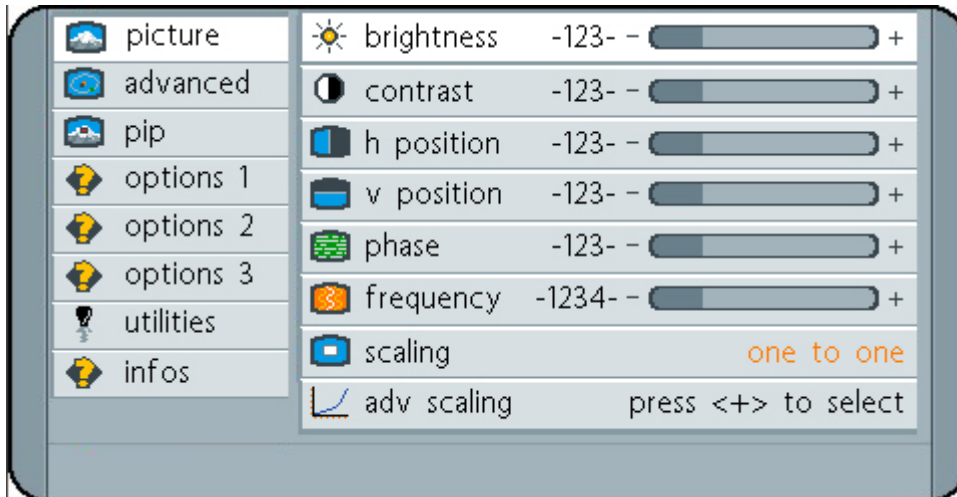 picture
advanced
pip
options 1
options 2
options 3
utilities
infos
brightness -123- - +
contrast -123- - +
h position -123- - +
v position -123- - +
phase -123- - +
frequency -1234- - +
scaling one to one
adv scaling press <+> to select